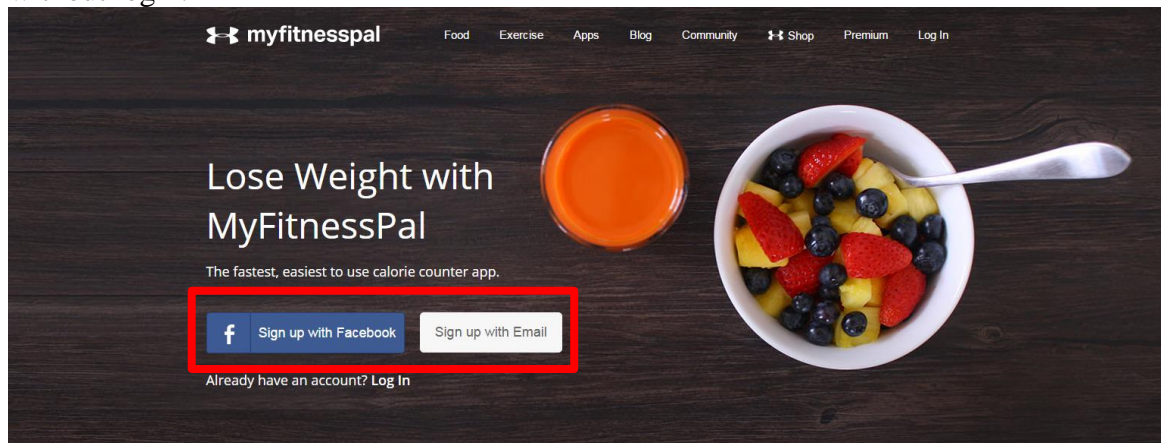 myfitnesspal Food Exercise Apps Blog Community Shop Premium Log In
Lose Weight with
MyFitnessPal
The fastest, easiest to use calorie counter app.
Sign up with Facebook Sign up with Email
Already have an account? Log In